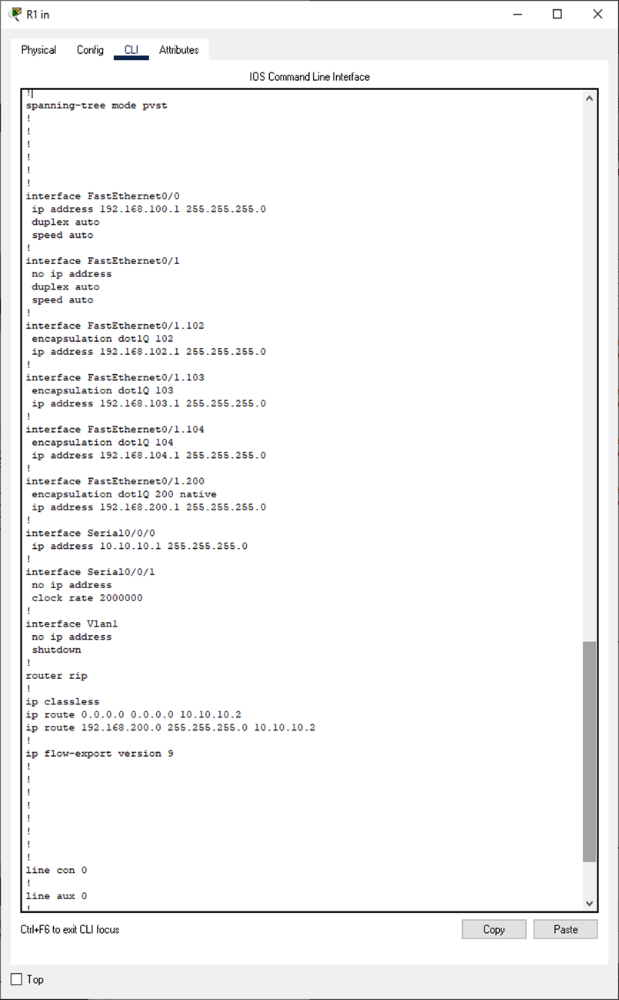 R1 in
Physical Config CLI Attributes
IOS Command Line Interface
!
spanning-tree mode pvst
!
!
!
!
!
!
interface FastEthernet0/0
ip address 192.168.100.1 255.255.255.0
duplex auto
speed auto
!
interface FastEthernet0/1
no ip address
duplex auto
speed auto
!
interface FastEthernet0/1.102
encapsulation dot1Q 102
ip address 192.168.102.1 255.255.255.0
!
interface FastEthernet0/1.103
encapsulation dot1Q 103
ip address 192.168.103.1 255.255.255.0
!
interface FastEthernet0/1.104
encapsulation dot1Q 104
ip address 192.168.104.1 255.255.255.0
!
interface FastEthernet0/1.200
encapsulation dot1Q 200 native
ip address 192.168.200.1 255.255.255.0
!
interface Serial0/0/0
ip address 10.10.10.1 255.255.255.0
!
interface Serial0/0/1
no ip address
clock rate 2000000
!
interface Vlan1
no ip address
shutdown
!
router rip
!
ip classless
ip route 0.0.0.0 0.0.0.0 10.10.10.2
ip route 192.168.200.0 255.255.255.0 10.10.10.2
!
ip flow-export version 9
!
!
!
!
!
!
!
!
line con 0
!
line aux 0
!
Ctrl+F6 to exit CLI focus
Copy Paste
Top